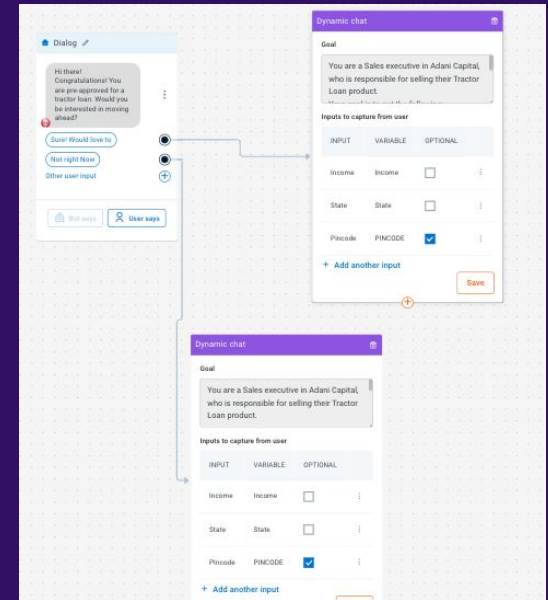 Dialog
Hi there!
Congratulations! You
are pre-approved for a
tractor loan. Would you
be interested in moving
ahead?
Sure! Would love to
Not right Now
Other user input
Bot says
User says
Dynamic chat
Goal
You are a Sales executive in Adani Capital,
who is responsible for selling their Tractor
Loan product.
Inputs to capture from user
INPUT VARIABLE OPTIONAL
Income Income
State State
Pincode PINCODE
+ Add another input
Save
Dynamic chat
Goal
You are a Sales executive in Adani Capital,
who is responsible for selling their Tractor
Loan product.
Inputs to capture from user
INPUT VARIABLE OPTIONAL
Income Income
State State
Pincode PINCODE
+ Add another input